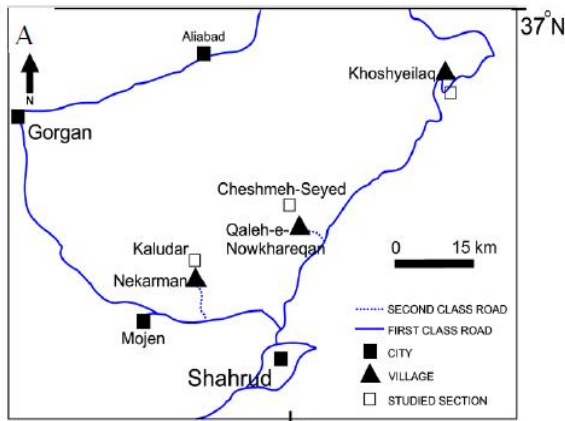 A
37°N
Aliabad
Khoshyeilaq
N
Gorgan
Cheshmeh-Seyed
Qaleh-e-
Nowkhareqan
Kaludar
Nekarman
0 15 km
Mojen
Shahrud
SECOND CLASS ROAD
FIRST CLASS ROAD
CITY
VILLAGE
STUDIED SECTION